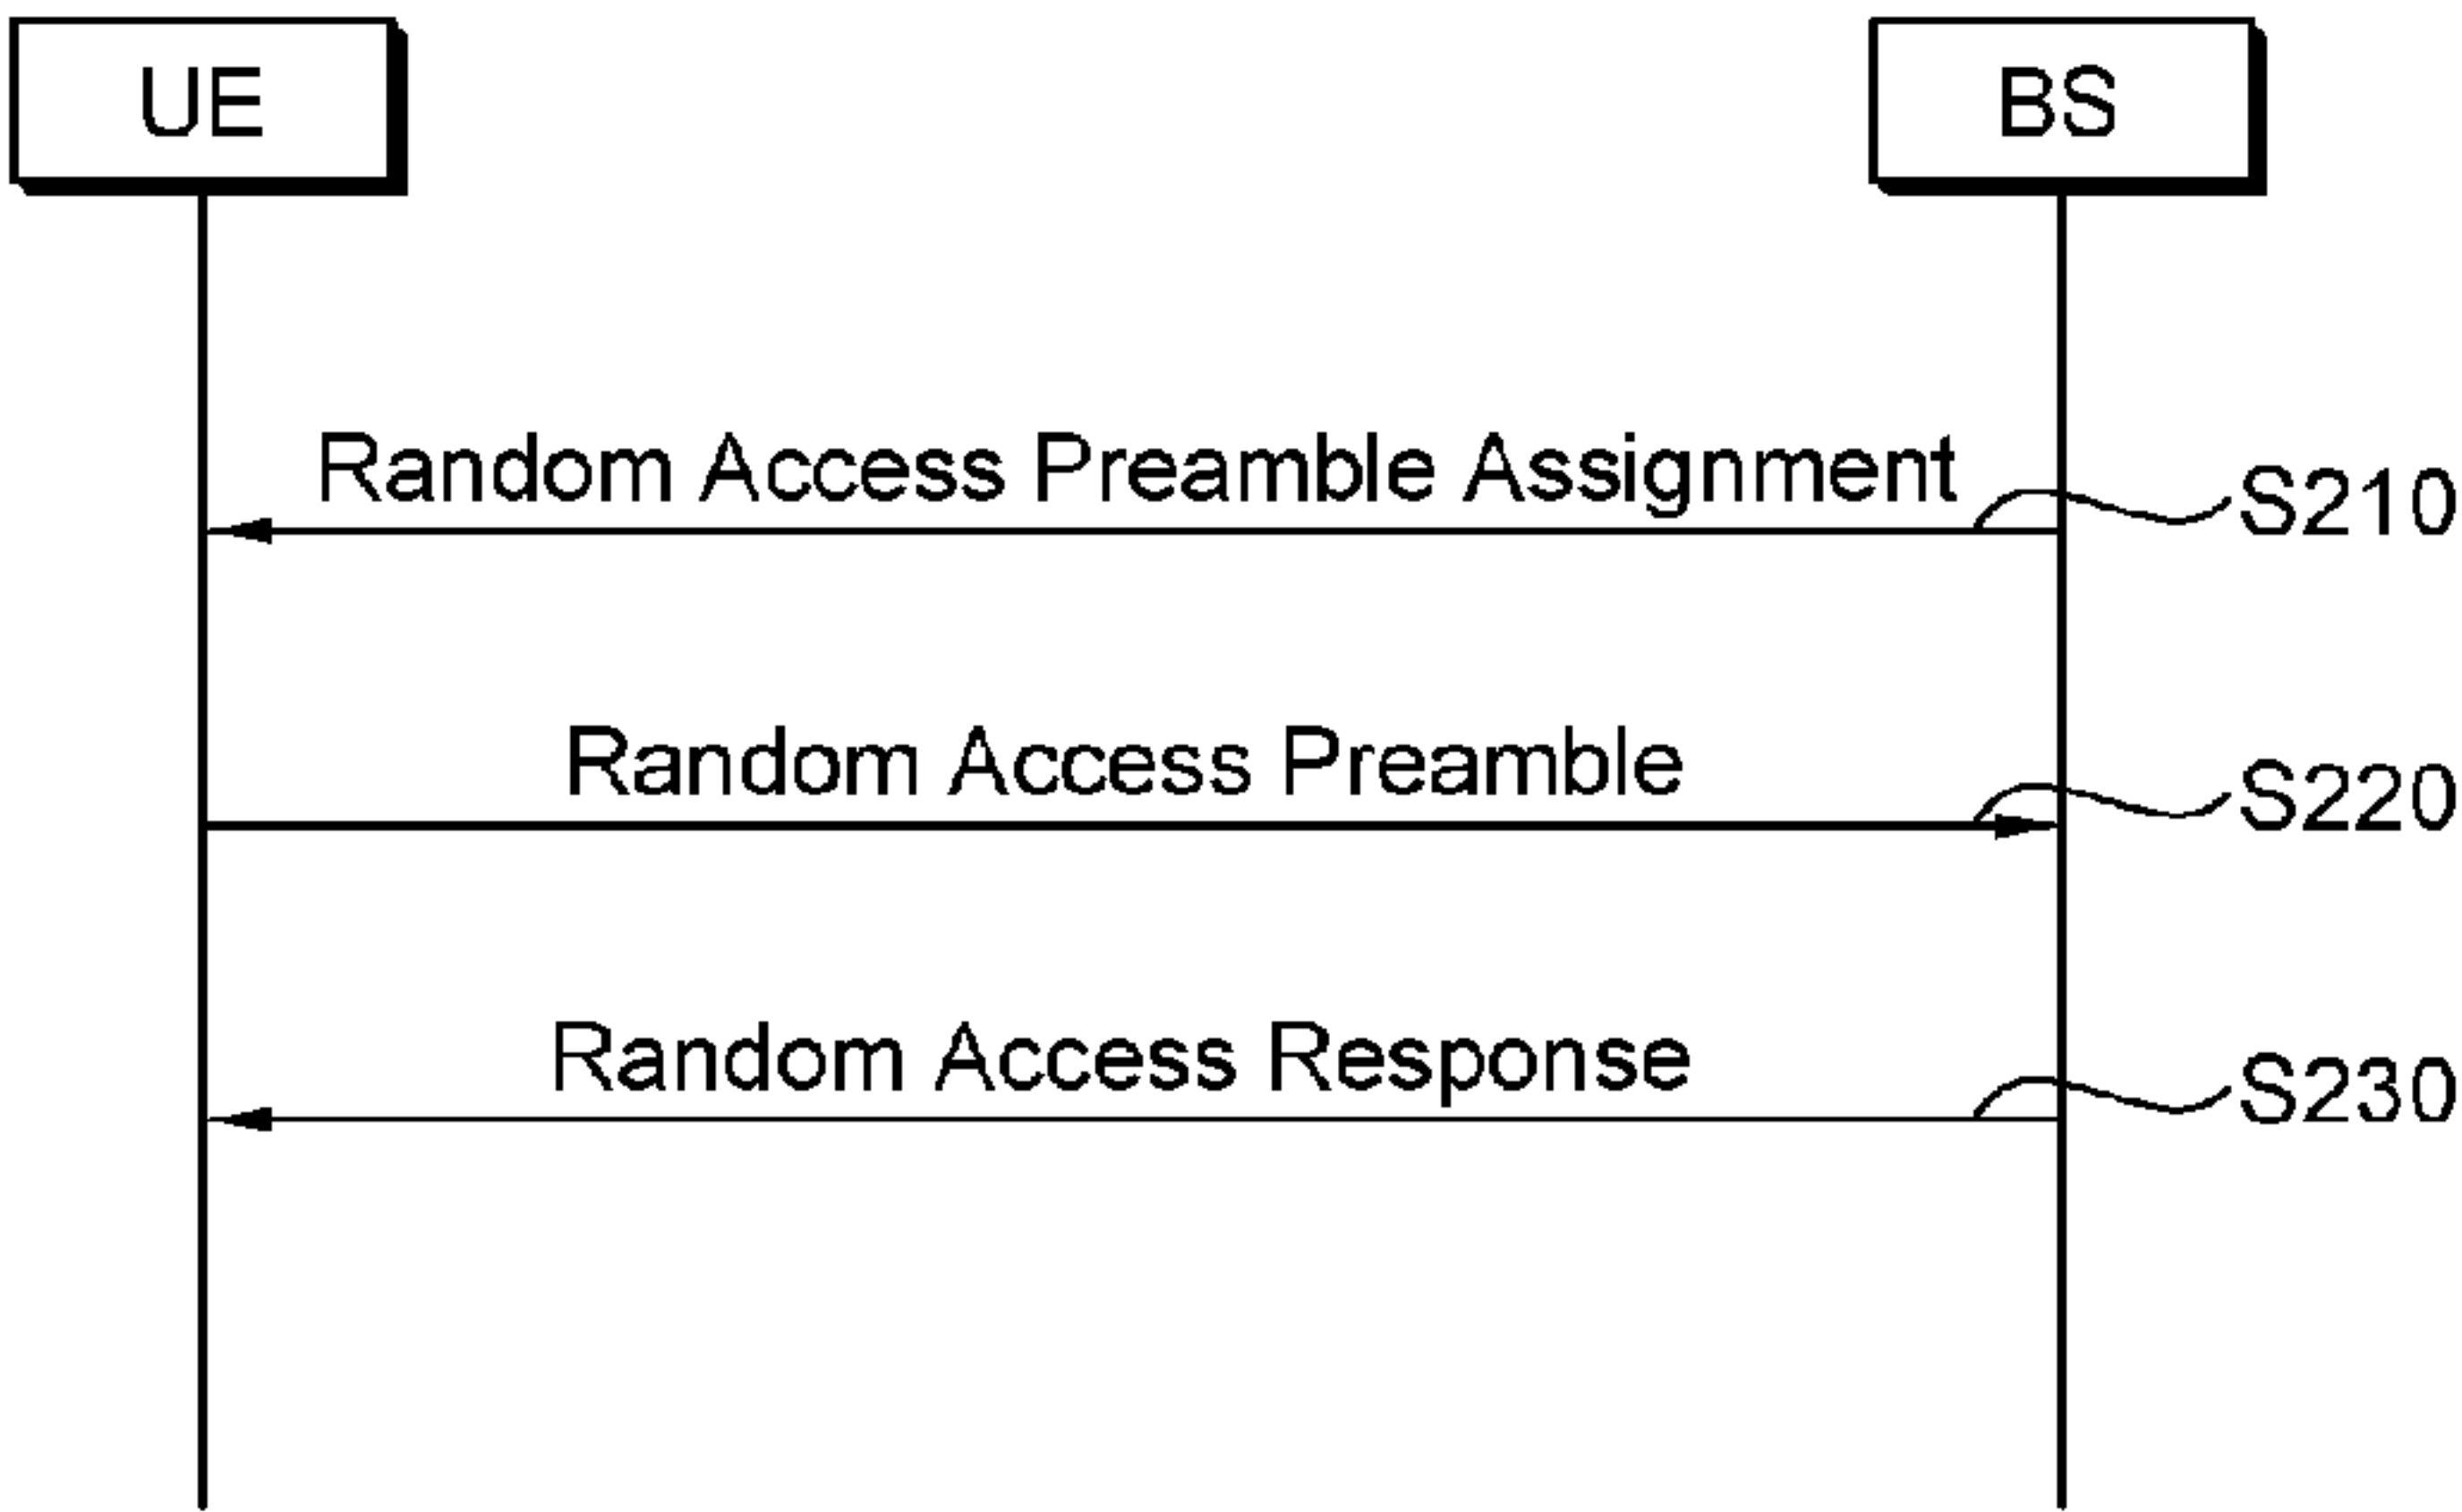 UE
BS
Random Access Preamble Assignment
S210
Random Access Preamble
S220
Random Access Response
S230